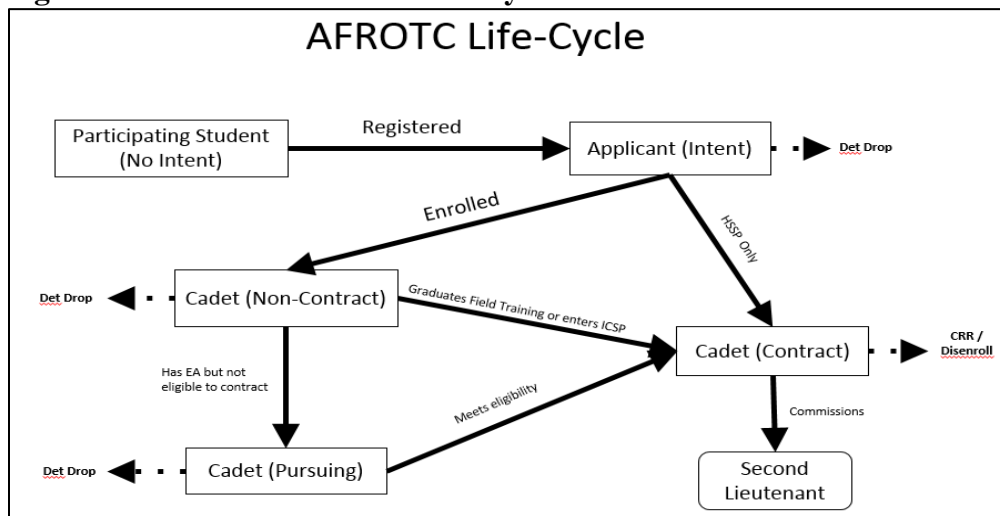 AFROTC Life-Cycle
Participating Student
(No Intent)
Registered
Applicant (Intent)
Det Drop
Enrolled
HSSP Only
Det Drop
Cadet (Non-Contract)
Graduates Field Training or enters ICSP
Cadet (Contract)
CRR /
Disenroll
Has EA but not
eligible to contract
Meets eligibility
Commissions
Det Drop
Cadet (Pursuing)
Second
Lieutenant